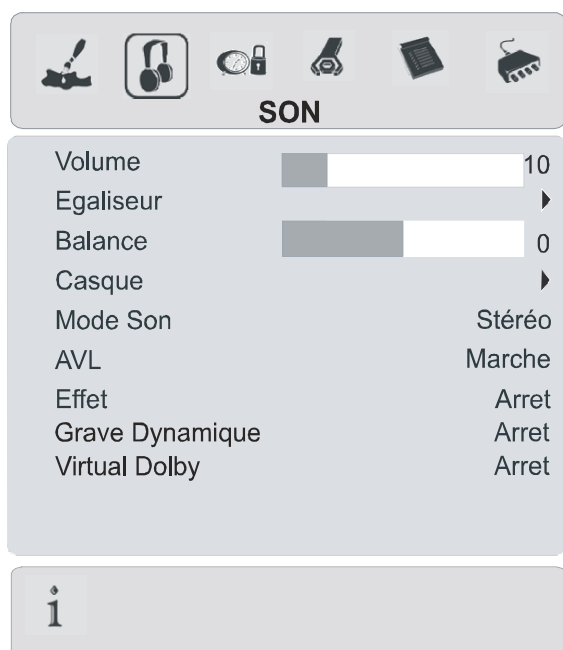 SON
Volume 10
Egaliseur
Balance 0
Casque
Mode Son Stéréo
AVL Marche
Effet Arret
Grave Dynamique Arret
Virtual Dolby Arret
i